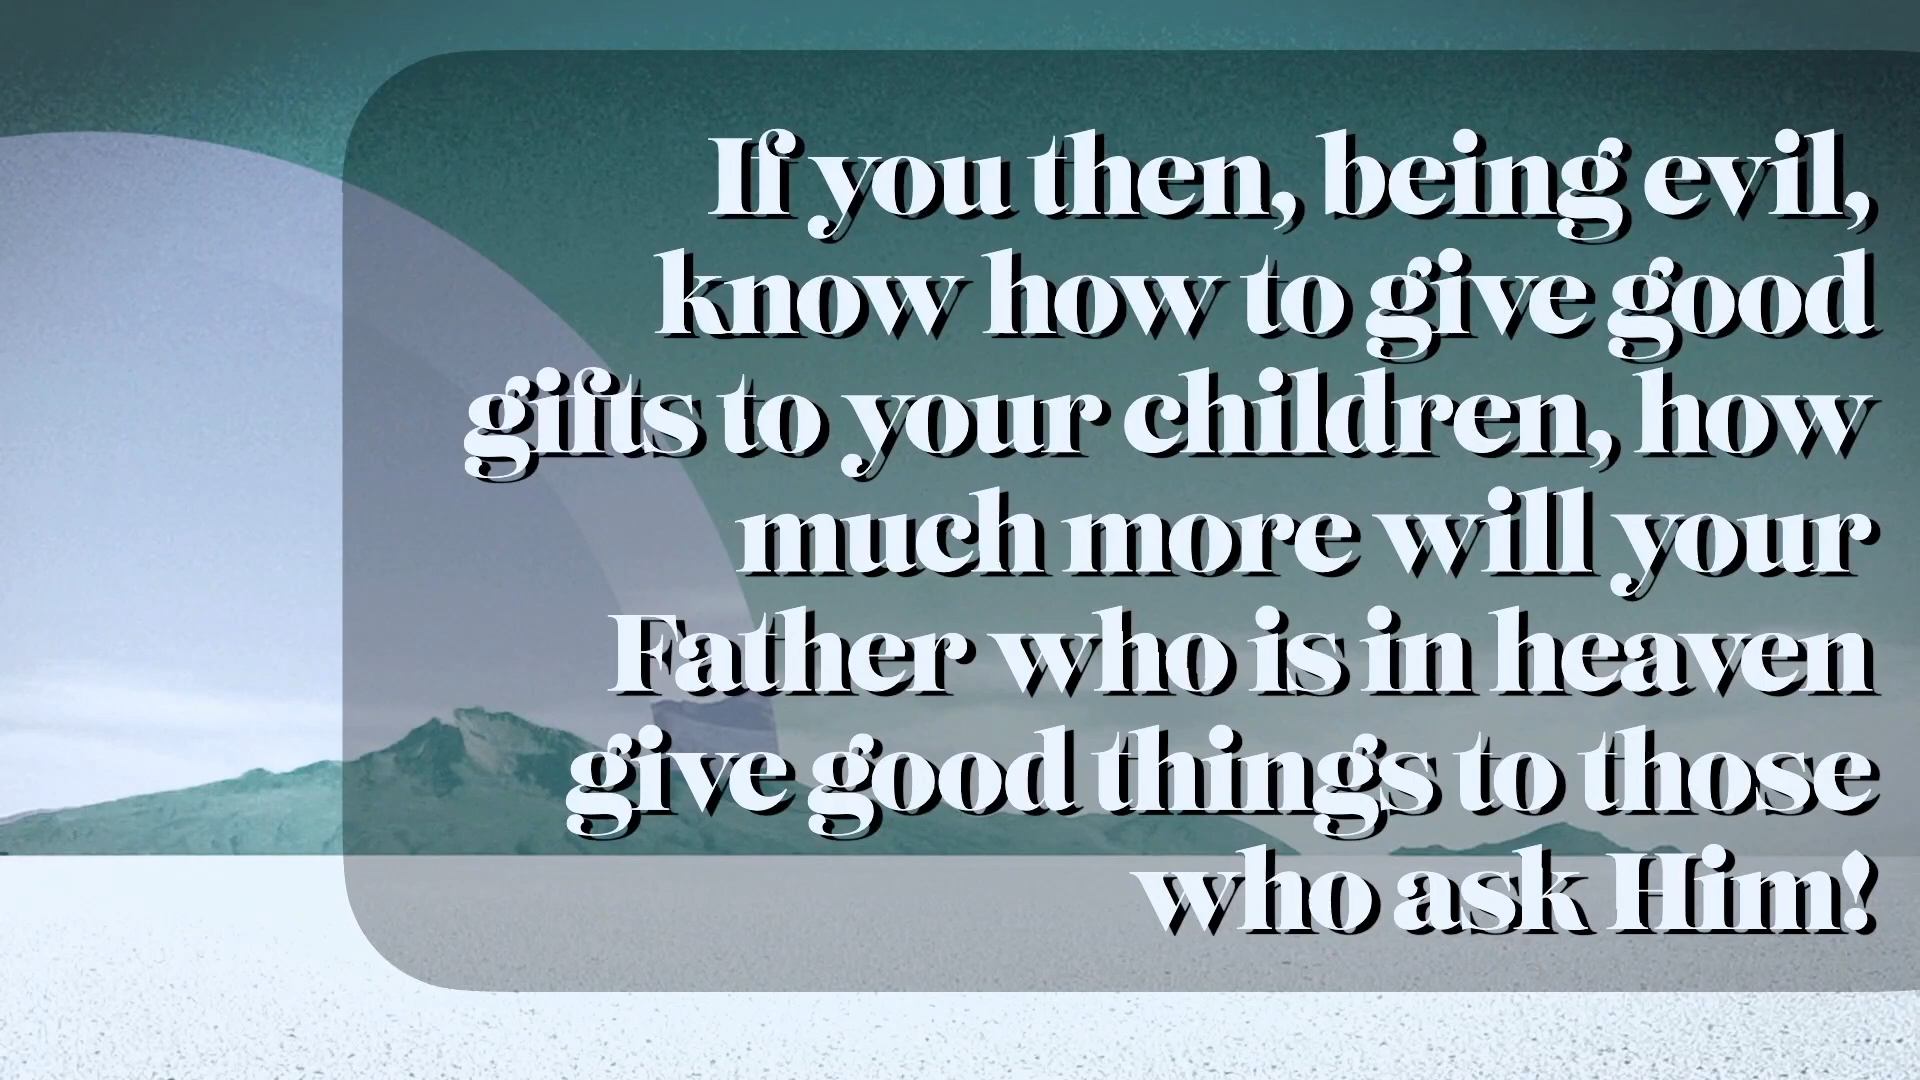 If you then, being evil,
know how to give good
gifts to your children, how
much more will your
Father who is in heaven
give good things to those
who ask Him!